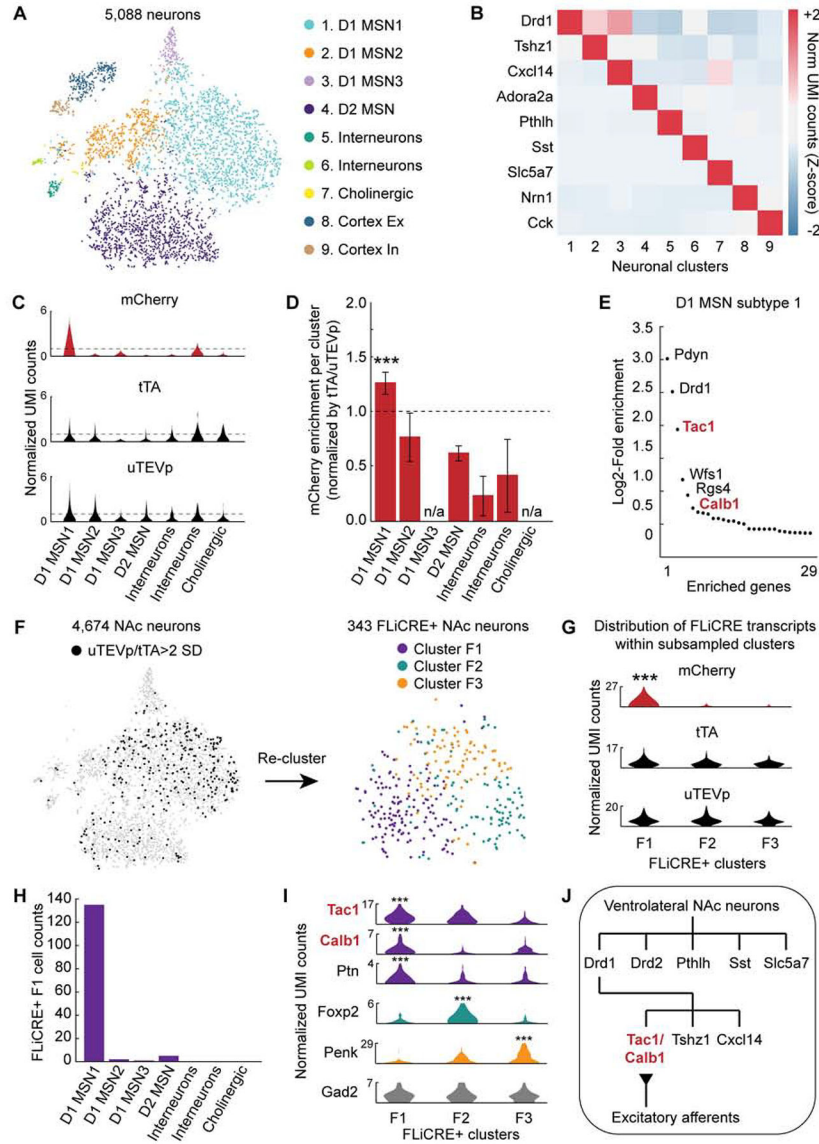 A
5,088 neurons
1. D1 MSN1
2. D1 MSN2
3. D1 MSN3
4. D2 MSN
5. Interneurons
6. Interneurons
7. Cholinergic
8. Cortex Ex
9. Cortex In
B
Drd1
Tshz1
Cxcl14
Adora2a
Pthlh
Sst
Slc5a7
Nrn1
Cck
1 2 3 4 5 6 7 8 9
Neuronal clusters
+2
Norm UMI counts (Z-score)
-2
C
mCherry
6
0
tTA
6
0
uTEVp
6
0
Normalized UMI counts
D1 MSN1
D1 MSN2
D1 MSN3
D2 MSN
Interneurons
Interneurons
Cholinergic
D
mCherry enrichment per cluster
(normalized by tTA/uTEVp)
2.0
1.5
1.0
0.5
0.0
***
n/a
n/a
D1 MSN1
D1 MSN2
D1 MSN3
D2 MSN
Interneurons
Interneurons
Cholinergic
E
D1 MSN subtype 1
Log2-Fold enrichment
3.5
3.0
2.5
2.0
1.5
1.0
0.5
0
Pdyn
Drd1
Tac1
Wfs1
Rgs4
Calb1
1 29
Enriched genes
F
4,674 NAc neurons
uTEVp/tTA>2 SD
Re-cluster
343 FLiCRE+ NAc neurons
Cluster F1
Cluster F2
Cluster F3
G
Distribution of FLiCRE transcripts
within subsampled clusters
mCherry
27
***
tTA
17
uTEVp
20
Normalized UMI counts
F1 F2 F3
FLiCRE+ clusters
H
FLiCRE+ F1 cell counts
140
120
100
80
60
40
20
0
D1 MSN1
D1 MSN2
D1 MSN3
D2 MSN
Interneurons
Interneurons
Cholinergic
I
Normalized UMI counts
Tac1 17 ***
Calb1 7 ***
Ptn 4 ***
Foxp2 6 ***
Penk 29 ***
Gad2 7
F1 F2 F3
FLiCRE+ clusters
J
Ventrolateral NAc neurons
Drd1 Drd2 Pthlh Sst Slc5a7
Tac1/ Tshz1 Cxcl14
Calb1
Excitatory afferents